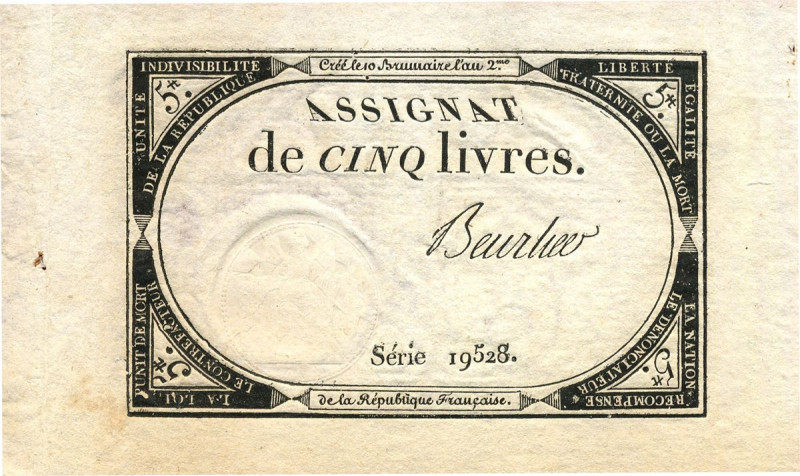 UNITÉ INDIVISIBILITÉ
DE LA RÉPUBLIQUE
5#
Créé le 10 Brumaire l'an 2.me
LIBERTÉ EGALITÉ
FRATERNITÉ OU LA MORT
5#
ASSIGNAT
de CINQ livres.
Beurlier
Série 19528.
LA LOI PUNIT DE MORT
LE CONTREFACTEUR
5#
de la République Française.
LA NATION RECOMPENSE
LE DENONCIATEUR
5#